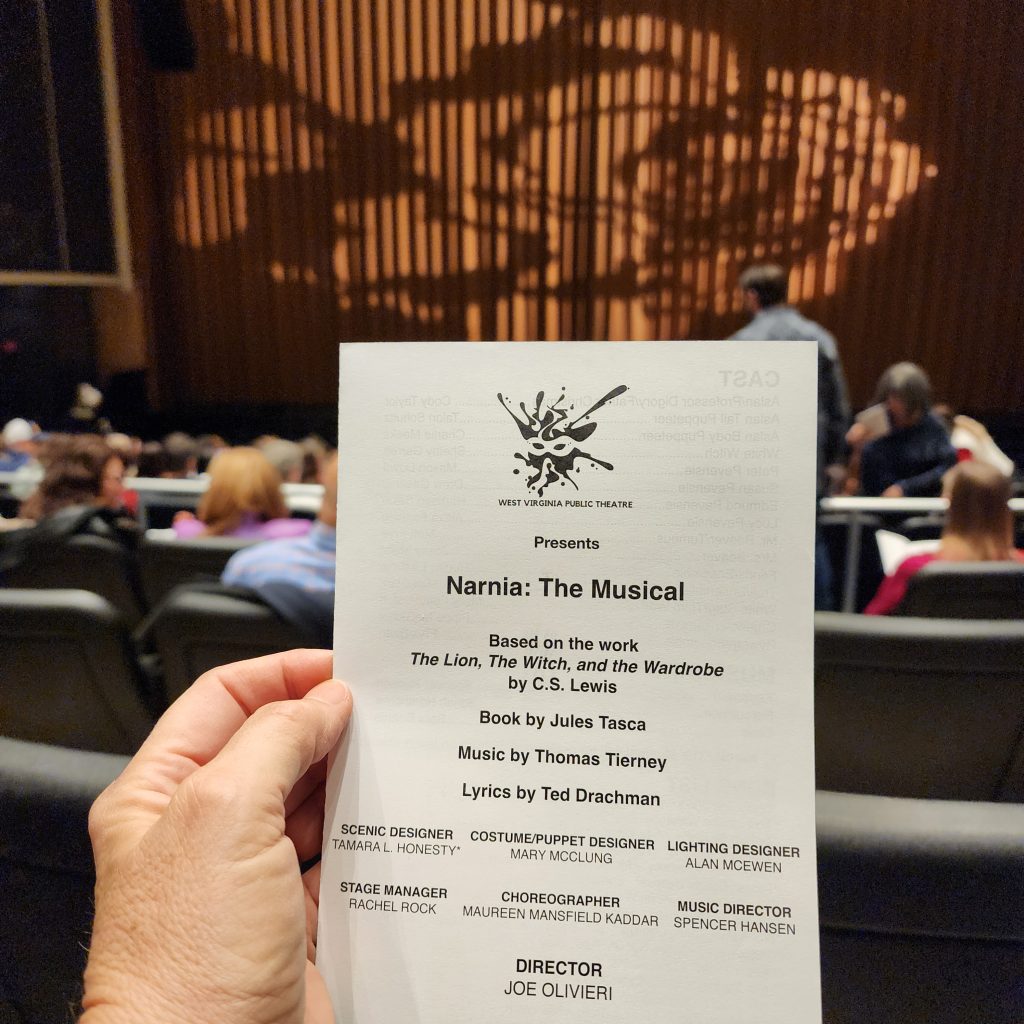 WEST VIRGINIA PUBLIC THEATRE
Presents
Narnia: The Musical
Based on the work
The Lion, The Witch, and the Wardrobe
by C.S. Lewis
Book by Jules Tasca
Music by Thomas Tierney
Lyrics by Ted Drachman
SCENIC DESIGNER COSTUME/PUPPET DESIGNER LIGHTING DESIGNER
TAMARA L. HONESTY* MARY MCCLUNG ALAN MCEWEN
STAGE MANAGER CHOREOGRAPHER MUSIC DIRECTOR
RACHEL ROCK MAUREEN MANSFIELD KADDAR SPENCER HANSEN
DIRECTOR
JOE OLIVIERI
CAST